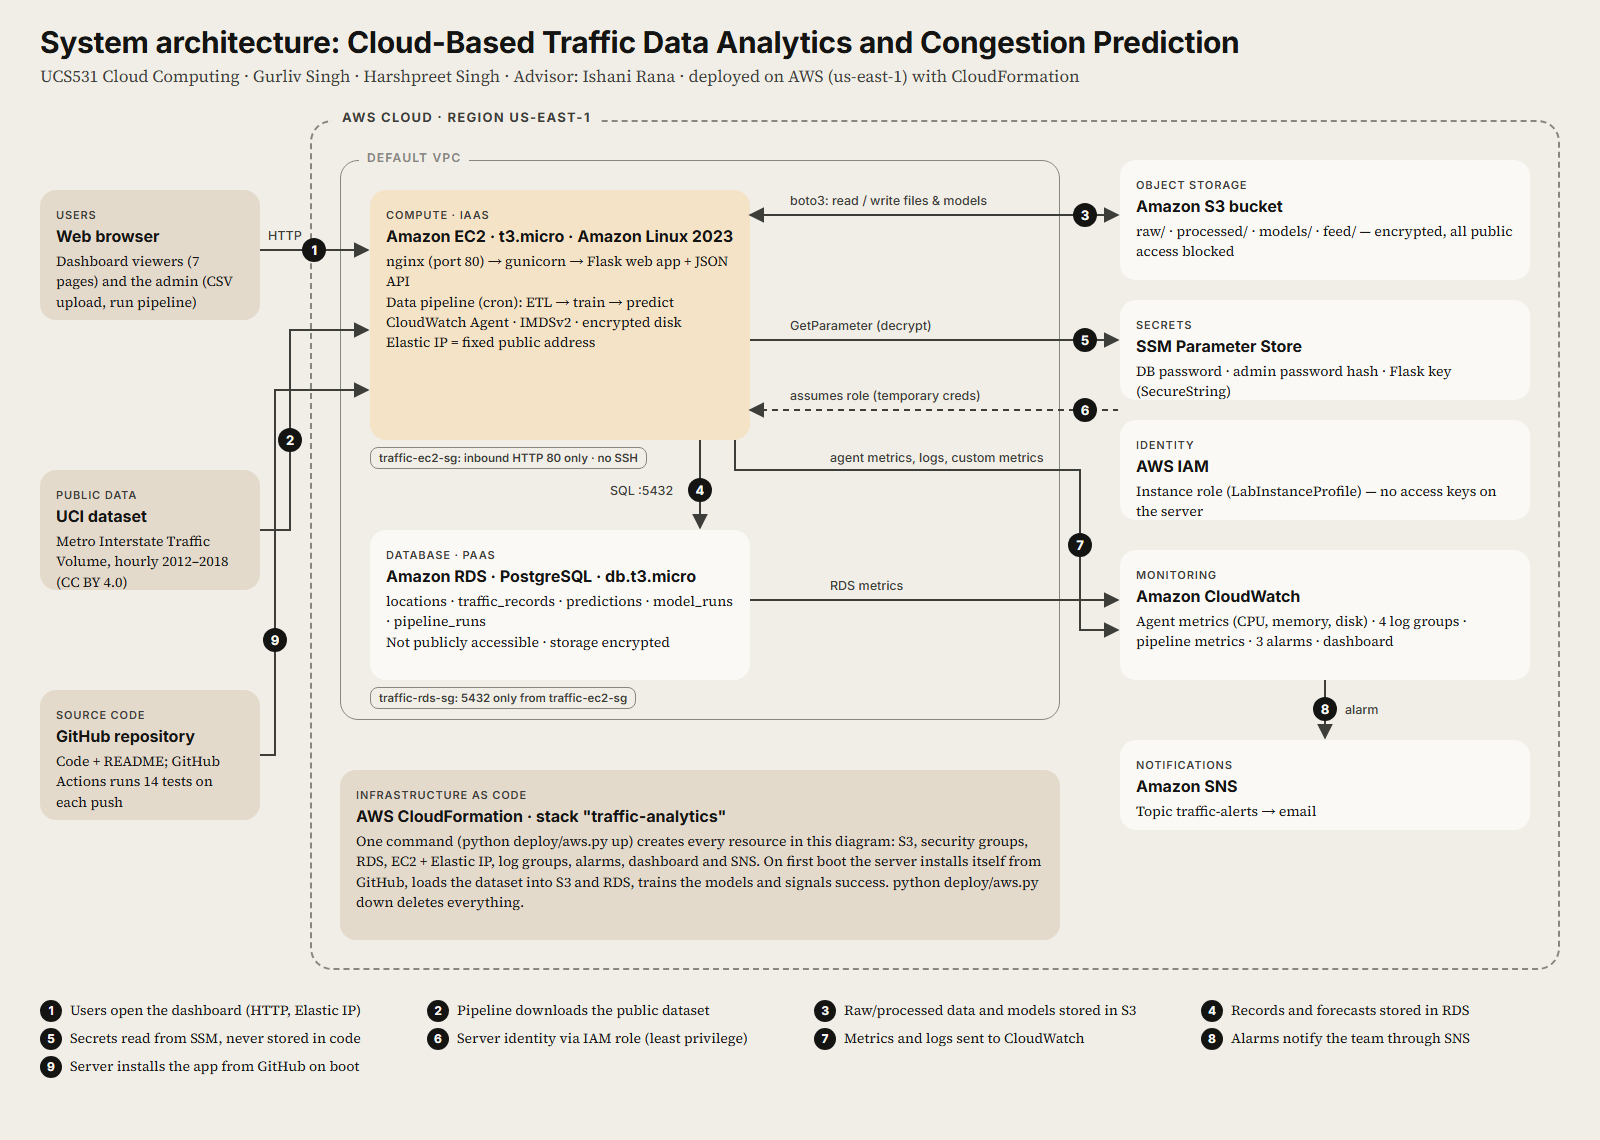 System architecture: Cloud-Based Traffic Data Analytics and Congestion Prediction
UCS531 Cloud Computing · Gurliv Singh · Harshpreet Singh · Advisor: Ishani Rana · deployed on AWS (us-east-1) with CloudFormation
AWS CLOUD · REGION US-EAST-1
DEFAULT VPC
USERS
Web browser
Dashboard viewers (7
pages) and the admin (CSV
upload, run pipeline)
HTTP
1
COMPUTE · IAAS
Amazon EC2 · t3.micro · Amazon Linux 2023
nginx (port 80) → gunicorn → Flask web app + JSON
API
Data pipeline (cron): ETL → train → predict
CloudWatch Agent · IMDSv2 · encrypted disk
Elastic IP = fixed public address
traffic-ec2-sg: inbound HTTP 80 only · no SSH
boto3: read / write files & models
3
OBJECT STORAGE
Amazon S3 bucket
raw/ · processed/ · models/ · feed/ — encrypted, all public
access blocked
GetParameter (decrypt)
5
SECRETS
SSM Parameter Store
DB password · admin password hash · Flask key
(SecureString)
assumes role (temporary creds)
6
IDENTITY
AWS IAM
Instance role (LabInstanceProfile) — no access keys on
the server
agent metrics, logs, custom metrics
7
2
PUBLIC DATA
UCI dataset
Metro Interstate Traffic
Volume, hourly 2012–2018
(CC BY 4.0)
SQL :5432
4
DATABASE · PAAS
Amazon RDS · PostgreSQL · db.t3.micro
locations · traffic_records · predictions · model_runs
· pipeline_runs
Not publicly accessible · storage encrypted
traffic-rds-sg: 5432 only from traffic-ec2-sg
RDS metrics
MONITORING
Amazon CloudWatch
Agent metrics (CPU, memory, disk) · 4 log groups ·
pipeline metrics · 3 alarms · dashboard
9
SOURCE CODE
GitHub repository
Code + README; GitHub
Actions runs 14 tests on
each push
8
alarm
NOTIFICATIONS
Amazon SNS
Topic traffic-alerts → email
INFRASTRUCTURE AS CODE
AWS CloudFormation · stack "traffic-analytics"
One command (python deploy/aws.py up) creates every resource in this diagram: S3, security groups,
RDS, EC2 + Elastic IP, log groups, alarms, dashboard and SNS. On first boot the server installs itself from
GitHub, loads the dataset into S3 and RDS, trains the models and signals success. python deploy/aws.py
down deletes everything.
1 Users open the dashboard (HTTP, Elastic IP)
2 Pipeline downloads the public dataset
3 Raw/processed data and models stored in S3
4 Records and forecasts stored in RDS
5 Secrets read from SSM, never stored in code
6 Server identity via IAM role (least privilege)
7 Metrics and logs sent to CloudWatch
8 Alarms notify the team through SNS
9 Server installs the app from GitHub on boot